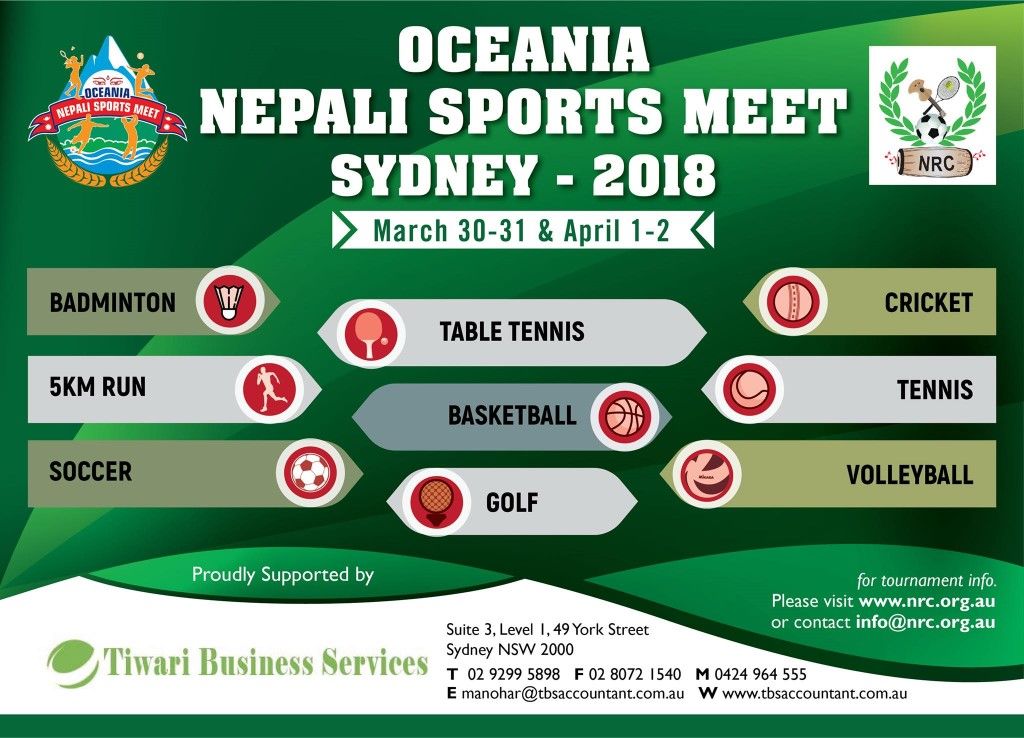 OCEANIA
NEPALI SPORTS MEET
SYDNEY - 2018
March 30-31 & April 1-2
OCEANIA
NEPALI SPORTS MEET
NRC
BADMINTON
TABLE TENNIS
CRICKET
5KM RUN
BASKETBALL
TENNIS
SOCCER
GOLF
VOLLEYBALL
MIKASA
Proudly Supported by
for tournament info.
Please visit www.nrc.org.au
or contact info@nrc.org.au
Tiwari Business Services
Suite 3, Level 1, 49 York Street
Sydney NSW 2000
T 02 9299 5898 F 02 8072 1540 M 0424 964 555
E manohar@tbsaccountant.com.au W www.tbsaccountant.com.au